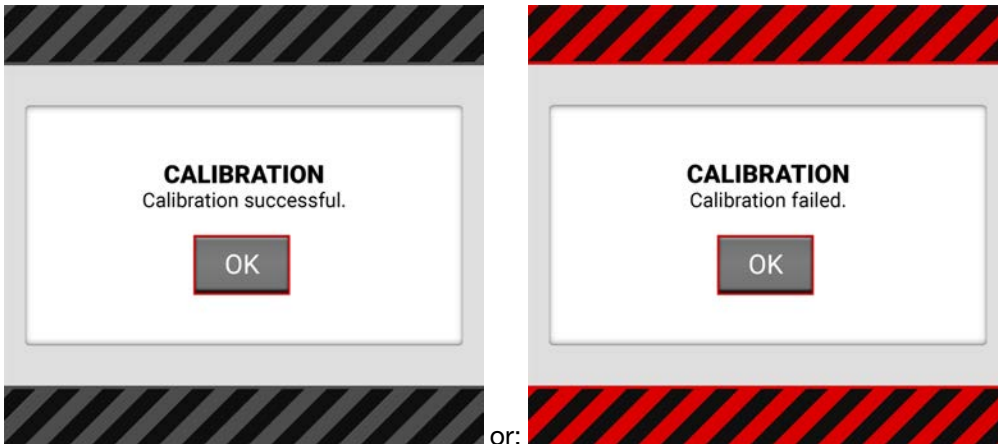 CALIBRATION
Calibration successful.
OK
or:
CALIBRATION
Calibration failed.
OK